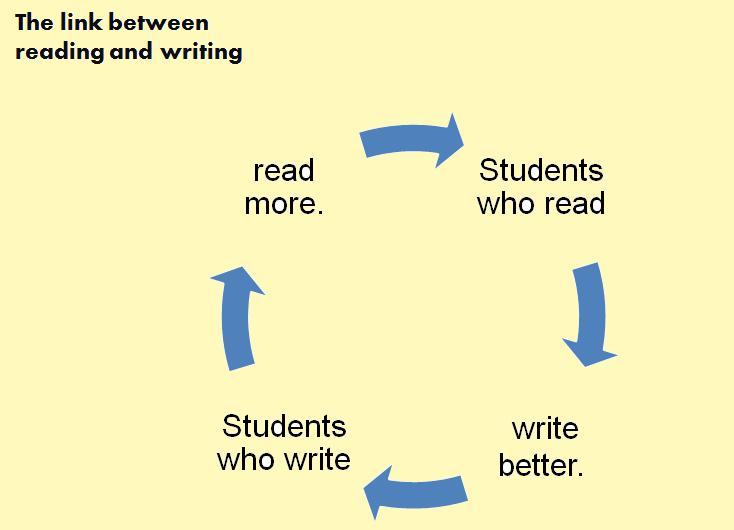 The link between
reading and writing
read
more.
Students
who read
write
better.
Students
who write